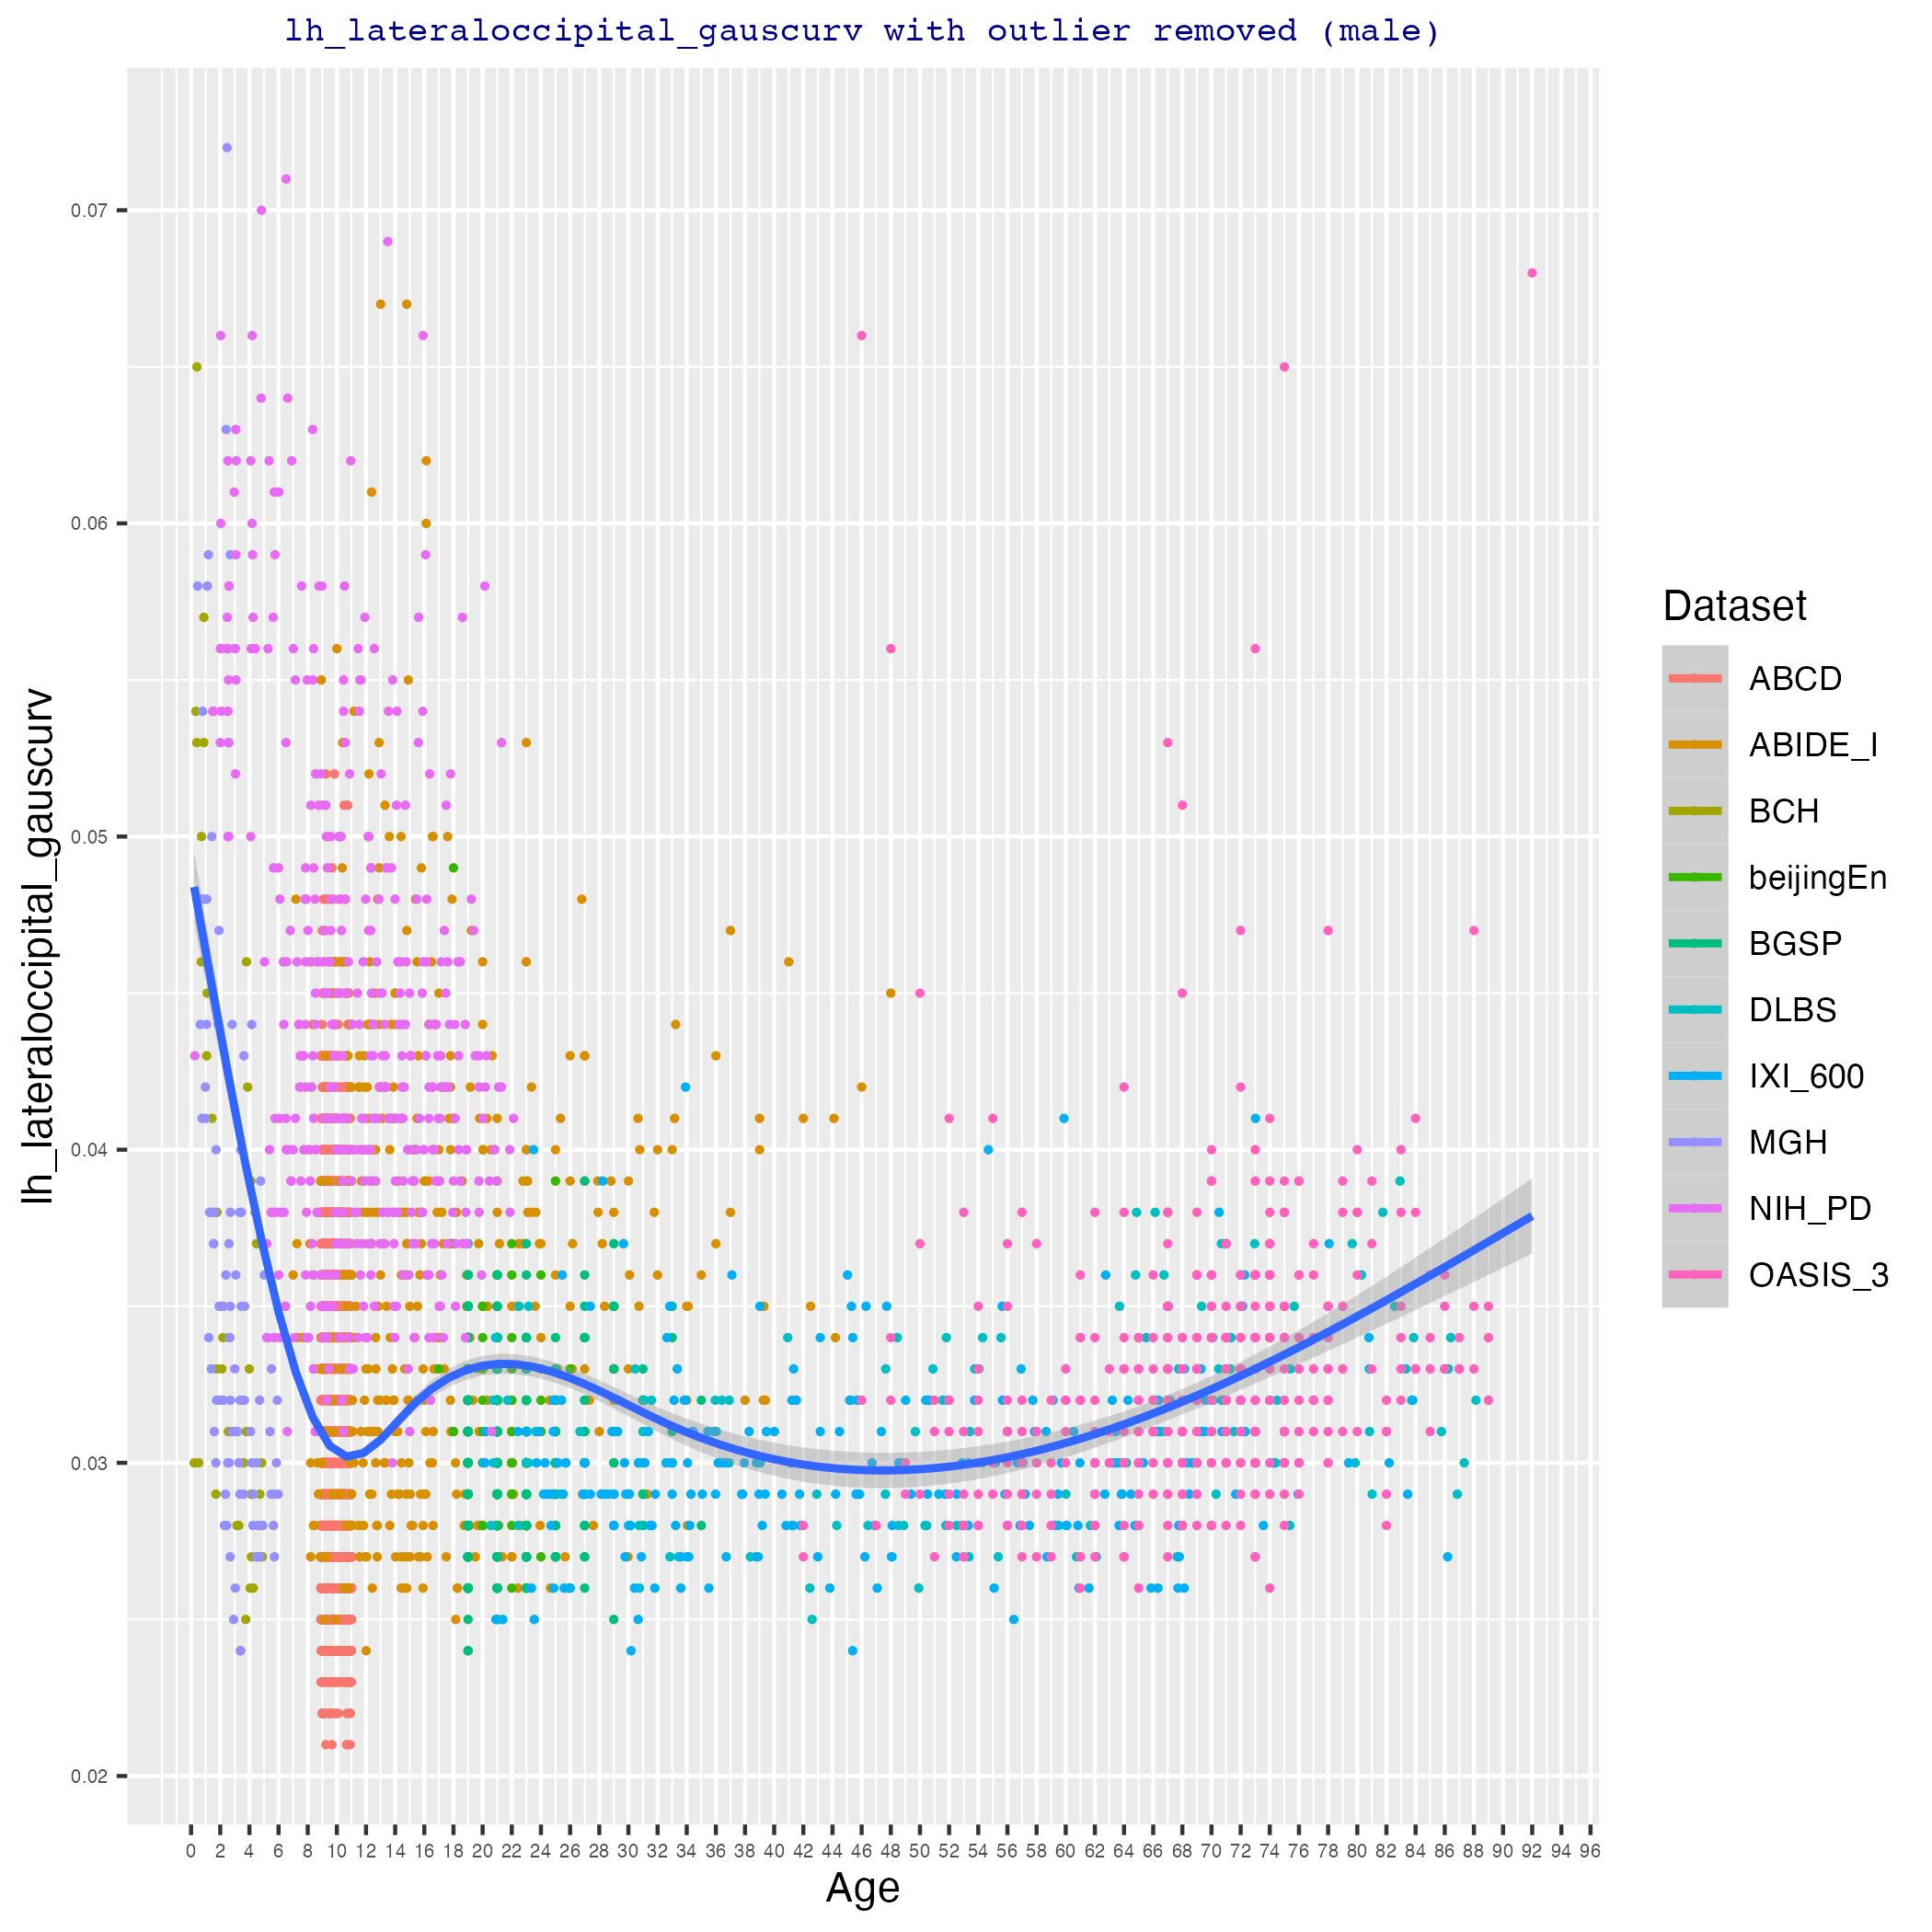 lh_lateraloccipital_gauscurv with outlier removed (male)
lh_lateraloccipital_gauscurv
0.07
0.06
0.05
0.04
0.03
0.02
0 2 4 6 8 10 12 14 16 18 20 22 24 26 28 30 32 34 36 38 40 42 44 46 48 50 52 54 56 58 60 62 64 66 68 70 72 74 76 78 80 82 84 86 88 90 92 94 96
Age
Dataset
ABCD
ABIDE_I
BCH
beijingEn
BGSP
DLBS
IXI_600
MGH
NIH_PD
OASIS_3